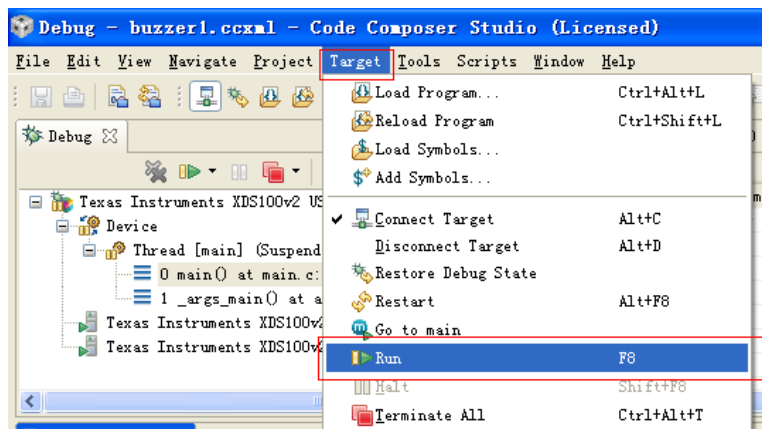 Debug - buzzer1.ccxml - Code Composer Studio (Licensed)
File Edit View Navigate Project Target Tools Scripts Window Help
Load Program... Ctrl+Alt+L
Reload Program Ctrl+Shift+L
Debug
Load Symbols...
Add Symbols...
Texas Instruments XDS100v2 US
Connect Target Alt+C
Device
Disconnect Target Alt+D
Thread [main] (Suspend
Restore Debug State
0 main() at main.c:
1 _args_main() at a
Restart Alt+F8
Texas Instruments XDS100v2
Go to main
Texas Instruments XDS100v2
Run F8
Halt Shift+F8
Terminate All Ctrl+Alt+T